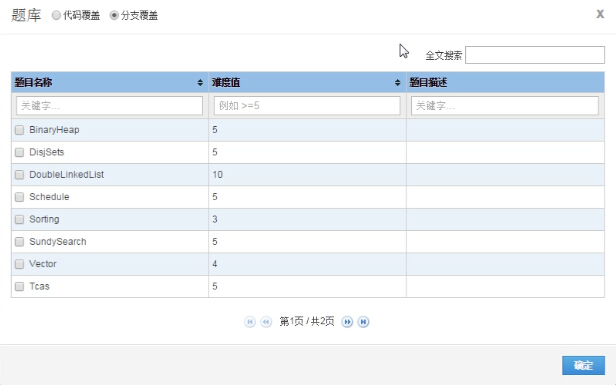 题库 代码覆盖 分支覆盖 x
全文搜索
题目名称 难度值 题目描述
关键字... 例如 >=5 关键字...
BinaryHeap 5
DisjSets 5
DoubleLinkedList 10
Schedule 5
Sorting 3
SundySearch 5
Vector 4
Tcas 5
第1页 / 共2页
确定